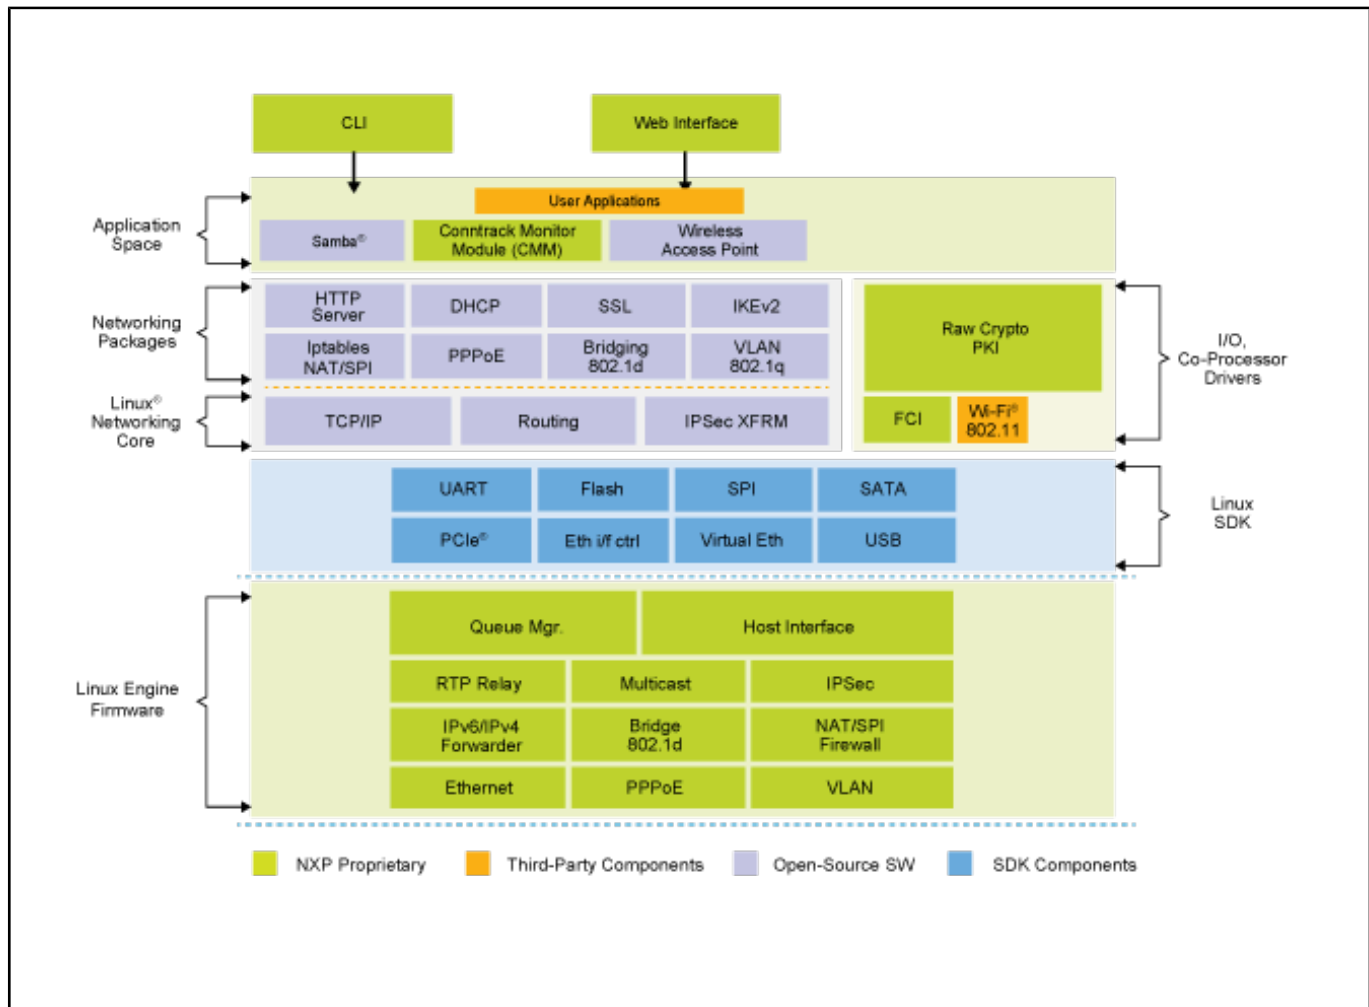 CLI
Web Interface
User Applications
Application
Space
Samba®
Conntrack Monitor
Module (CMM)
Wireless
Access Point
Networking
Packages
HTTP
Server
DHCP
SSL
IKEv2
Iptables
NAT/SPI
PPPoE
Bridging
802.1d
VLAN
802.1q
Raw Crypto
PKI
I/O,
Co-Processor
Drivers
Linux®
Networking
Core
TCP/IP
Routing
IPSec XFRM
FCI
Wi-Fi®
802.11
UART
Flash
SPI
SATA
PCIe®
Eth i/f ctrl
Virtual Eth
USB
Linux
SDK
Queue Mgr.
Host Interface
Linux Engine
Firmware
RTP Relay
Multicast
IPSec
IPv6/IPv4
Forwarder
Bridge
802.1d
NAT/SPI
Firewall
Ethernet
PPPoE
VLAN
NXP Proprietary
Third-Party Components
Open-Source SW
SDK Components